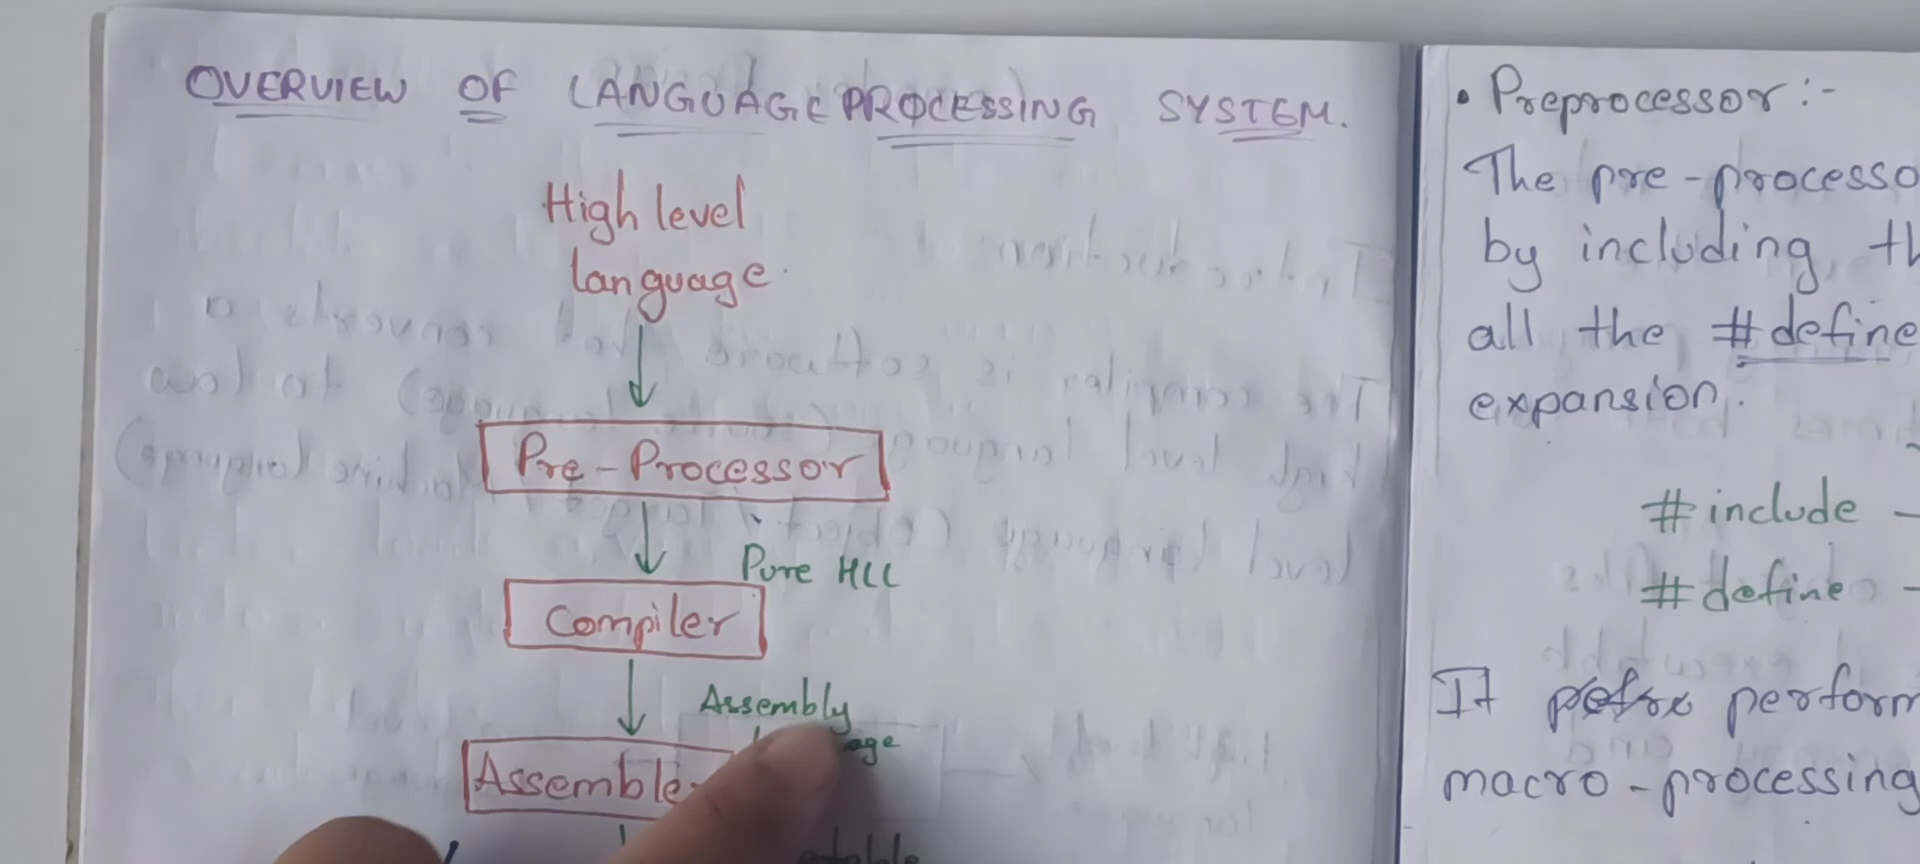 OVERVIEW OF LANGUAGE PROCESSING SYSTEM.
High level
language
Pre-Processor
Pure HLL
Compiler
Assembly
Assembler
• Preprocessor:-
The pre-processo
by including, th
all the #define
expansion.
#include -
#define -
It perform
macro-processing